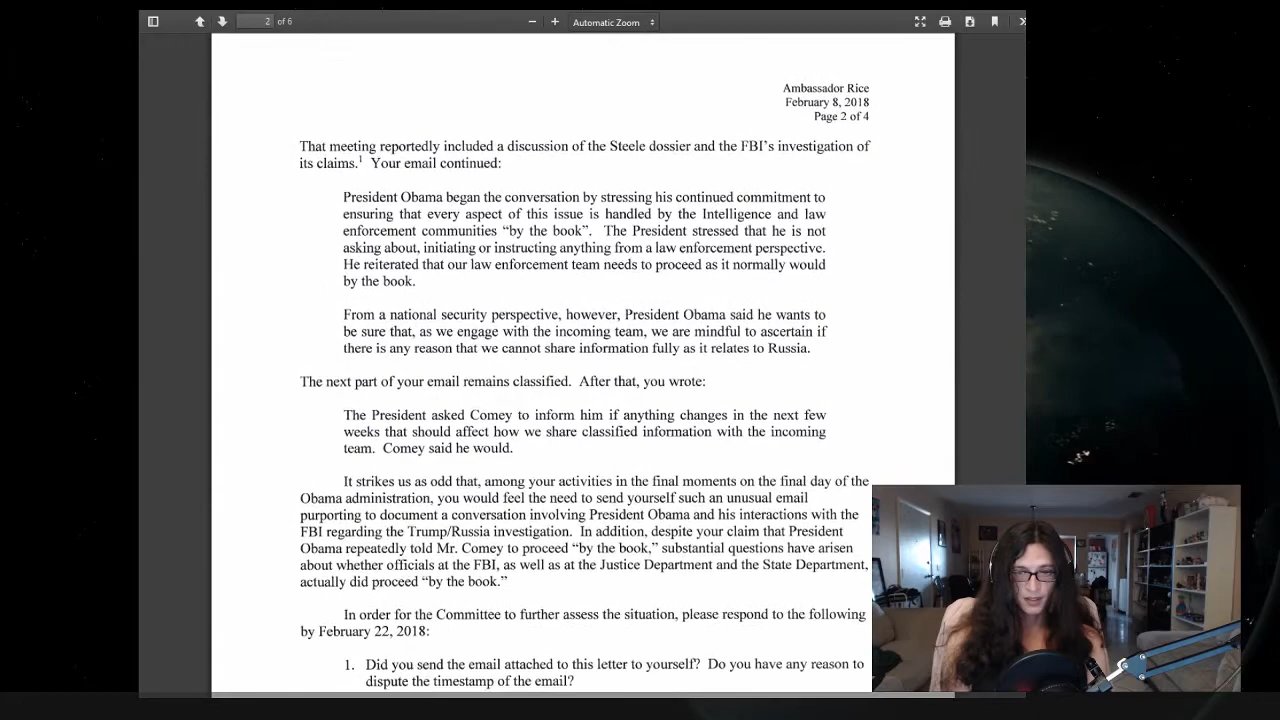 2 of 6
Automatic Zoom
Ambassador Rice
February 8, 2018
Page 2 of 4
That meeting reportedly included a discussion of the Steele dossier and the FBI's investigation of
its claims.1 Your email continued:
President Obama began the conversation by stressing his continued commitment to
ensuring that every aspect of this issue is handled by the Intelligence and law
enforcement communities “by the book”. The President stressed that he is not
asking about, initiating or instructing anything from a law enforcement perspective.
He reiterated that our law enforcement team needs to proceed as it normally would
by the book.
From a national security perspective, however, President Obama said he wants to
be sure that, as we engage with the incoming team, we are mindful to ascertain if
there is any reason that we cannot share information fully as it relates to Russia.
The next part of your email remains classified. After that, you wrote:
The President asked Comey to inform him if anything changes in the next few
weeks that should affect how we share classified information with the incoming
team. Comey said he would.
It strikes us as odd that, among your activities in the final moments on the final day of the
Obama administration, you would feel the need to send yourself such an unusual email
purporting to document a conversation involving President Obama and his interactions with the
FBI regarding the Trump/Russia investigation. In addition, despite your claim that President
Obama repeatedly told Mr. Comey to proceed “by the book,” substantial questions have arisen
about whether officials at the FBI, as well as at the Justice Department and the State Department,
actually did proceed “by the book.”
In order for the Committee to further assess the situation, please respond to the following
by February 22, 2018:
1. Did you send the email attached to this letter to yourself? Do you have any reason to
dispute the timestamp of the email?